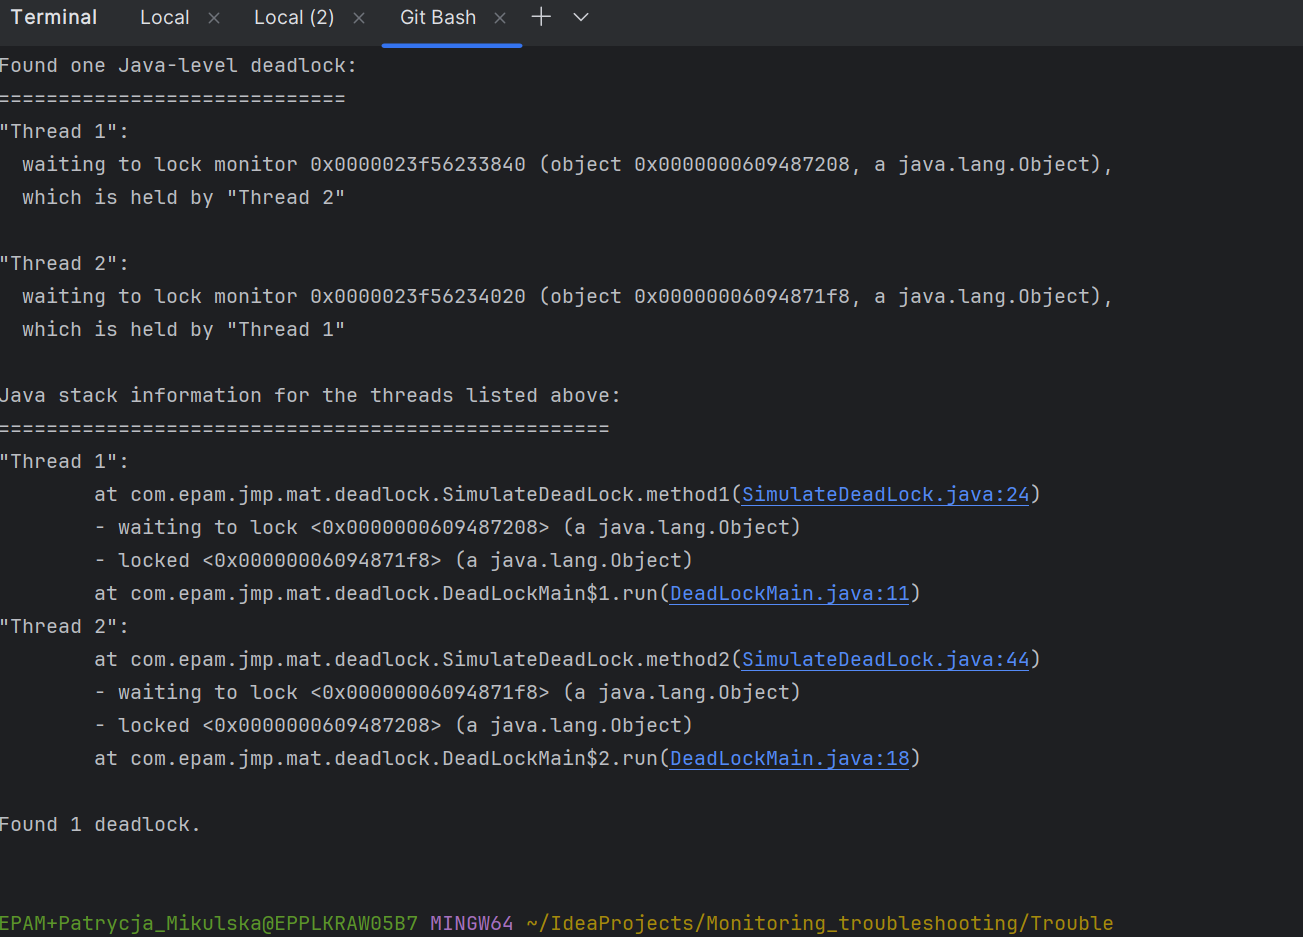 Terminal Local × Local (2) × Git Bash ×
Found one Java-level deadlock:
=============================
"Thread 1":
  waiting to lock monitor 0x0000023f56233840 (object 0x0000000609487208, a java.lang.Object),
  which is held by "Thread 2"

"Thread 2":
  waiting to lock monitor 0x0000023f56234020 (object 0x00000006094871f8, a java.lang.Object),
  which is held by "Thread 1"

Java stack information for the threads listed above:
===================================================
"Thread 1":
        at com.epam.jmp.mat.deadlock.SimulateDeadLock.method1(SimulateDeadLock.java:24)
        - waiting to lock <0x0000000609487208> (a java.lang.Object)
        - locked <0x00000006094871f8> (a java.lang.Object)
        at com.epam.jmp.mat.deadlock.DeadLockMain$1.run(DeadLockMain.java:11)
"Thread 2":
        at com.epam.jmp.mat.deadlock.SimulateDeadLock.method2(SimulateDeadLock.java:44)
        - waiting to lock <0x00000006094871f8> (a java.lang.Object)
        - locked <0x0000000609487208> (a java.lang.Object)
        at com.epam.jmp.mat.deadlock.DeadLockMain$2.run(DeadLockMain.java:18)

Found 1 deadlock.

EPAM+Patrycja_Mikulska@EPPLKRAW05B7 MINGW64 ~/IdeaProjects/Monitoring_troubleshooting/Trouble